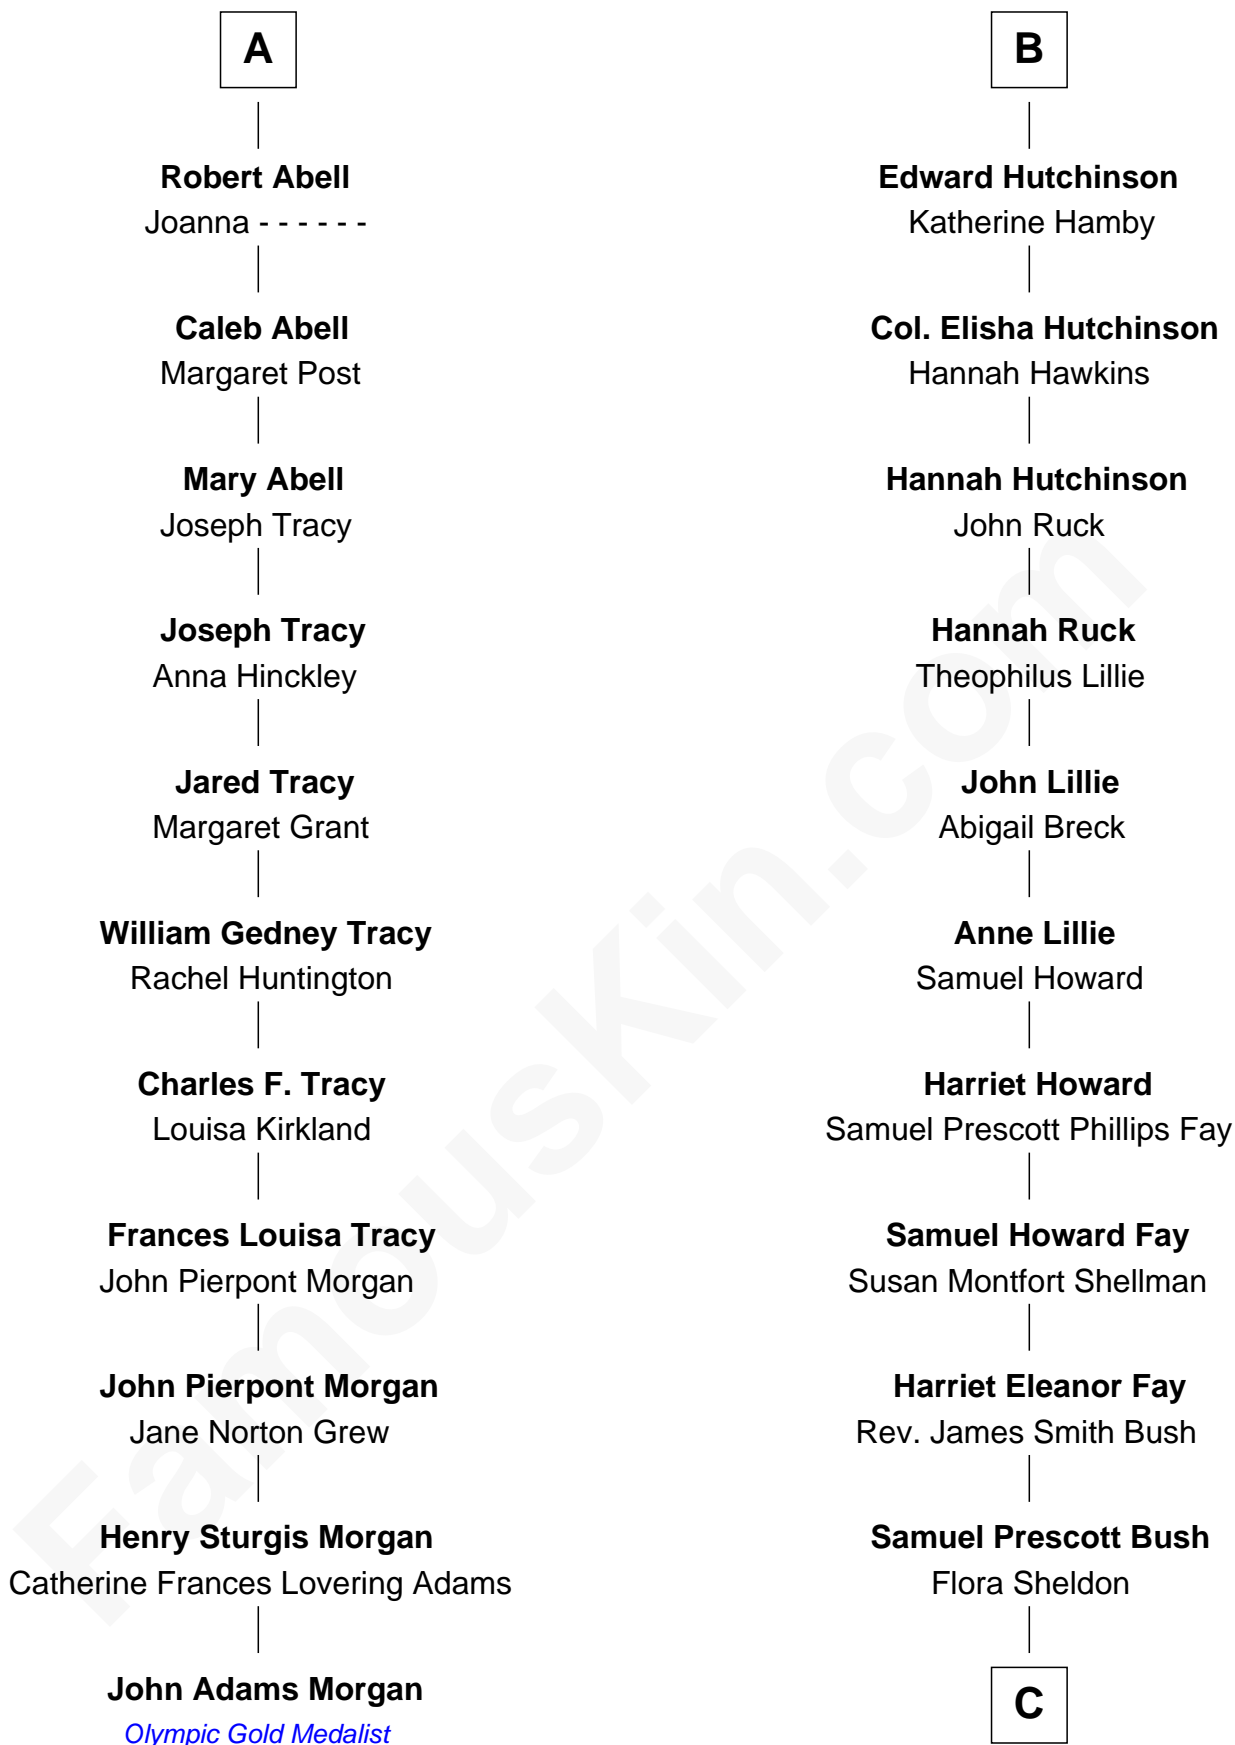 A
Robert Abell
Joanna - - - - - -
Caleb Abell
Margaret Post
Mary Abell
Joseph Tracy
Joseph Tracy
Anna Hinckley
Jared Tracy
Margaret Grant
William Gedney Tracy
Rachel Huntington
Charles F. Tracy
Louisa Kirkland
Frances Louisa Tracy
John Pierpont Morgan
John Pierpont Morgan
Jane Norton Grew
Henry Sturgis Morgan
Catherine Frances Lovering Adams
John Adams Morgan
Olympic Gold Medalist
B
Edward Hutchinson
Katherine Hamby
Col. Elisha Hutchinson
Hannah Hawkins
Hannah Hutchinson
John Ruck
Hannah Ruck
Theophilus Lillie
John Lillie
Abigail Breck
Anne Lillie
Samuel Howard
Harriet Howard
Samuel Prescott Phillips Fay
Samuel Howard Fay
Susan Montfort Shellman
Harriet Eleanor Fay
Rev. James Smith Bush
Samuel Prescott Bush
Flora Sheldon
C
FamousKin.com